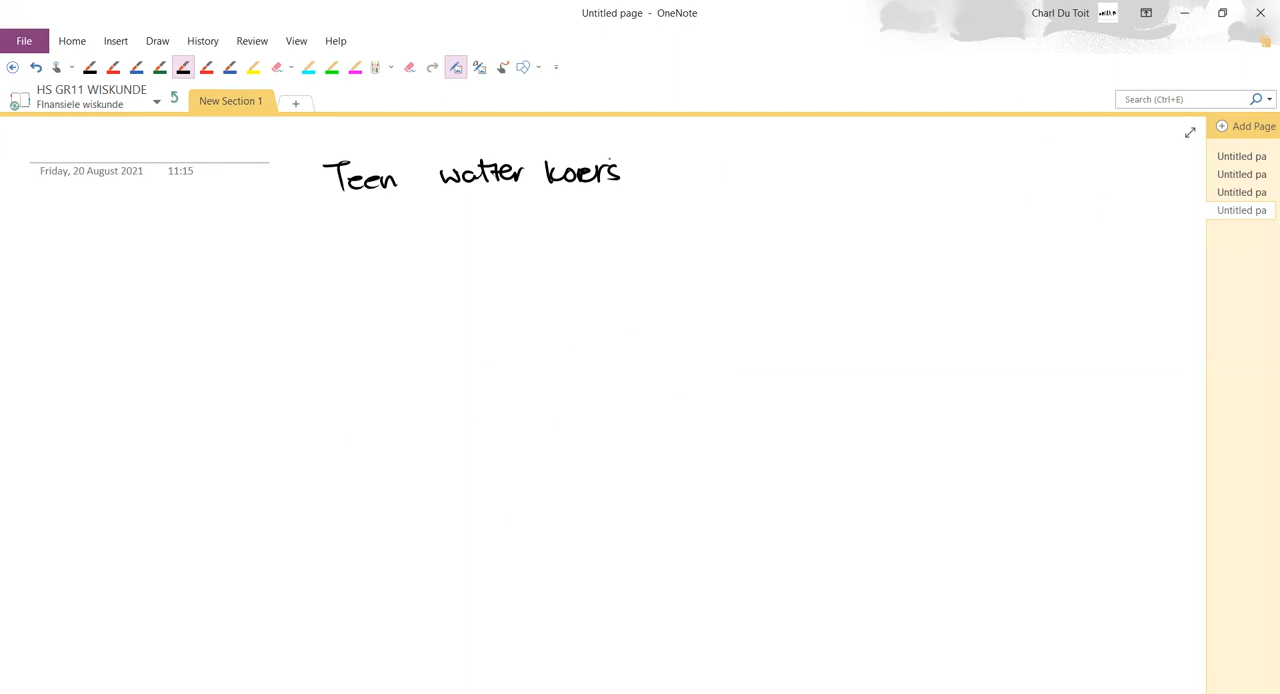 Untitled page - OneNote
Charl Du Toit
File Home Insert Draw History Review View Help
HS GR11 WISKUNDE
FInansiele wiskunde
New Section 1
Search (Ctrl+E)
Add Page
Friday, 20 August 2021 11:15
Teen watter koers
Untitled pa
Untitled pa
Untitled pa
Untitled pa